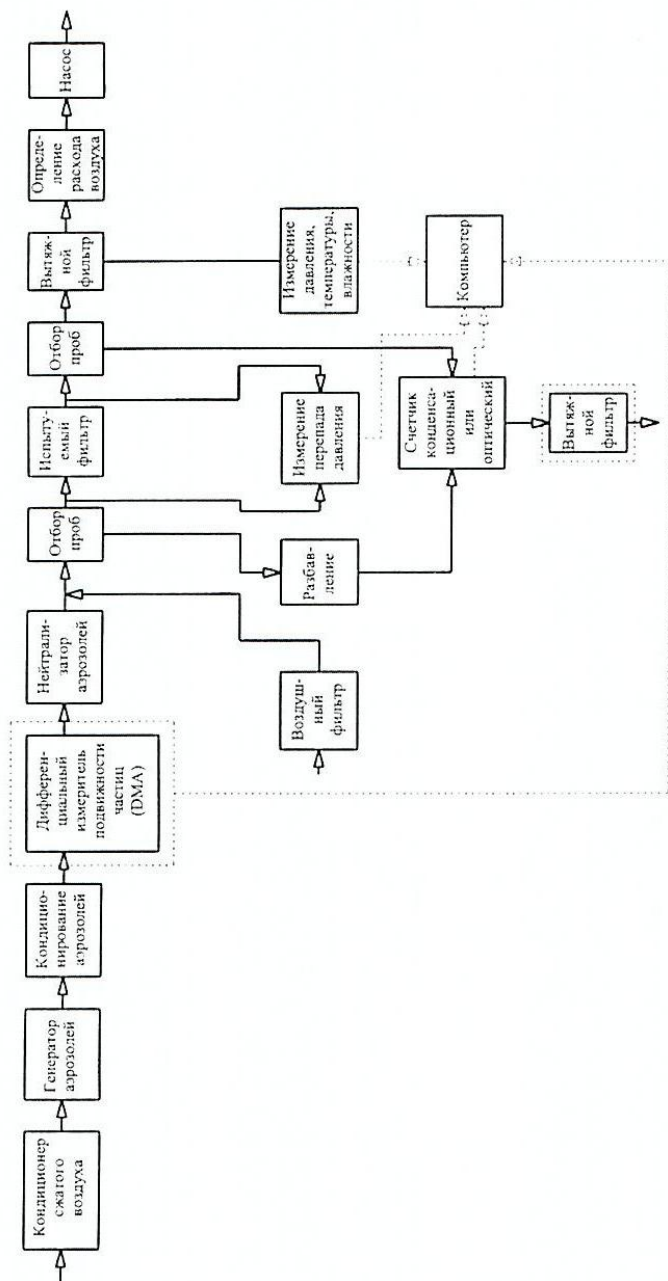 Кондиционер
сжатого
воздуха
Генератор
аэрозолей
Кондицио-
нирование
аэрозолей
Дифферен-
циальный
измеритель
подвижности
частиц
(DMA)
Нейтрали-
затор
аэрозолей
Отбор
проб
Испыту-
емый
фильтр
Отбор
проб
Вытяж-
ной
фильтр
Опреде-
ление
расхода
воздуха
Насос
Воздуш-
ный
фильтр
Разбав-
ление
Измерение
перепада
давления
Измерение
давления,
температуры,
влажности
Счетчик
конденса-
ционный
или
оптический
Компьютер
Вытяж-
ной
фильтр